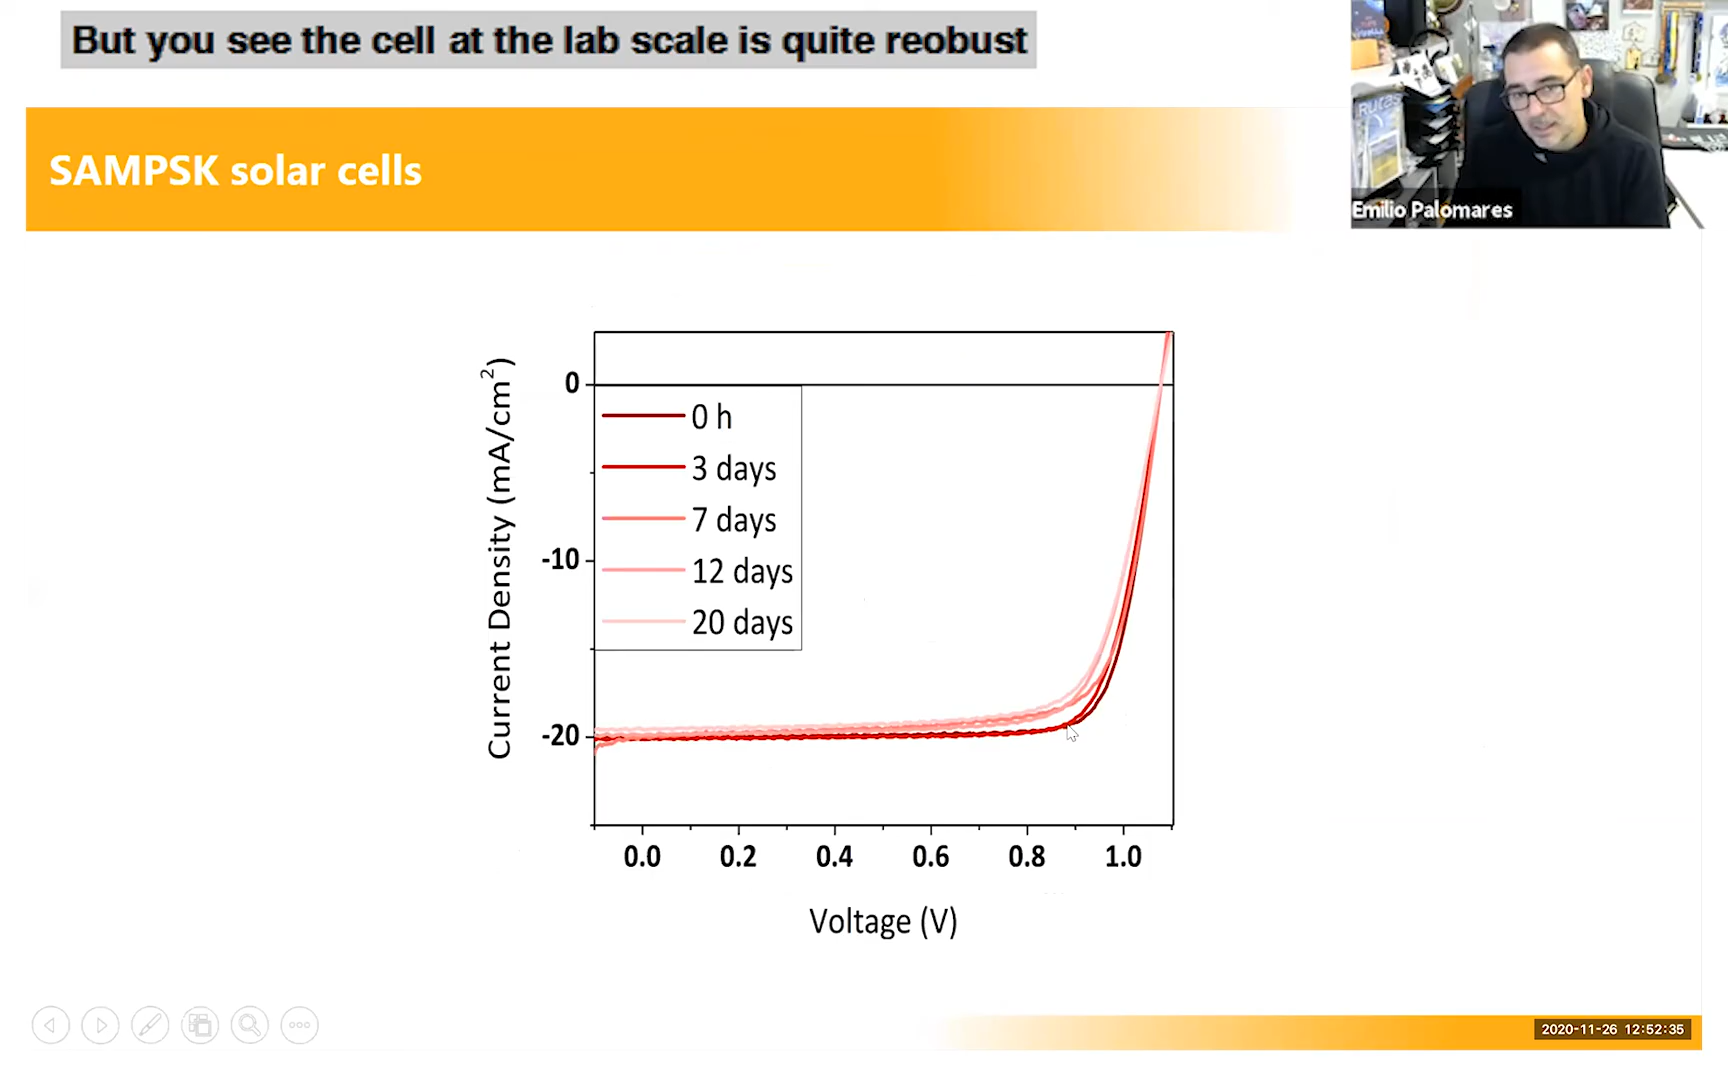 But you see the cell at the lab scale is quite reobust
RUTAS
Emilio Palomares
SAMPSK solar cells
Current Density (mA/cm²)
0
-10
-20
0 h
3 days
7 days
12 days
20 days
0.0 0.2 0.4 0.6 0.8 1.0
Voltage (V)
2020-11-26 12:52:35